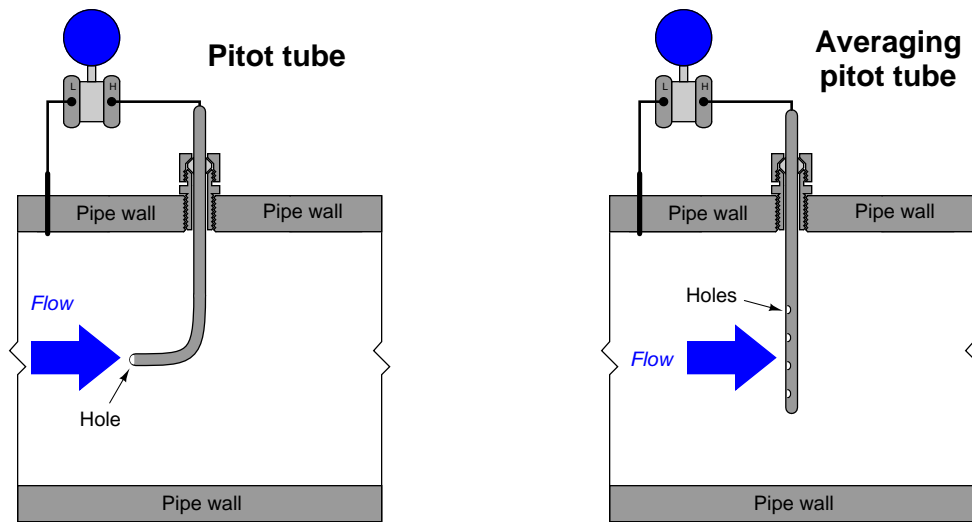 Pitot tube
L
H
Pipe wall
Pipe wall
Flow
Hole
Pipe wall
Averaging
pitot tube
L
H
Pipe wall
Pipe wall
Holes
Flow
Pipe wall